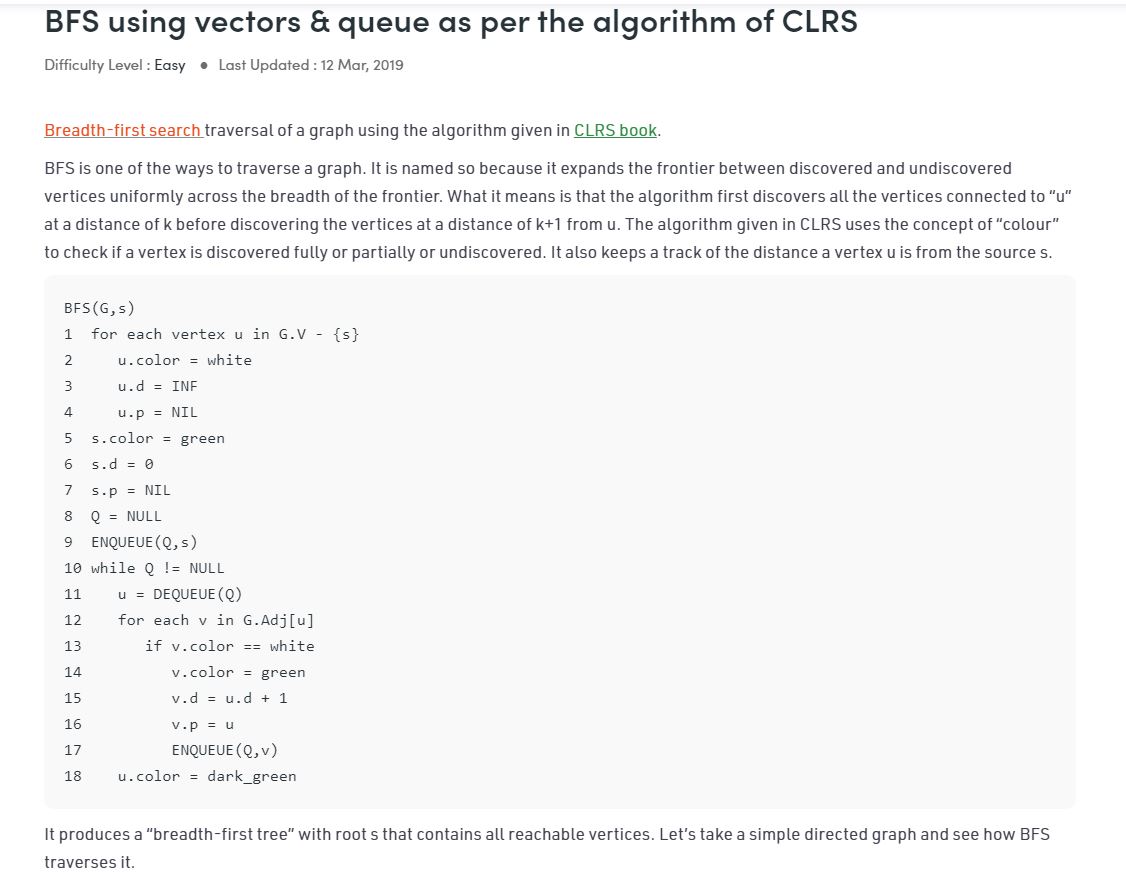 BFS using vectors & queue as per the algorithm of CLRS
Difficulty Level : Easy ● Last Updated : 12 Mar, 2019
Breadth-first search traversal of a graph using the algorithm given in CLRS book.
BFS is one of the ways to traverse a graph. It is named so because it expands the frontier between discovered and undiscovered
vertices uniformly across the breadth of the frontier. What it means is that the algorithm first discovers all the vertices connected to “u”
at a distance of k before discovering the vertices at a distance of k+1 from u. The algorithm given in CLRS uses the concept of “colour”
to check if a vertex is discovered fully or partially or undiscovered. It also keeps a track of the distance a vertex u is from the source s.
BFS(G,s)
1  for each vertex u in G.V - {s}
2     u.color = white
3     u.d = INF
4     u.p = NIL
5  s.color = green
6  s.d = 0
7  s.p = NIL
8  Q = NULL
9  ENQUEUE(Q,s)
10 while Q != NULL
11    u = DEQUEUE(Q)
12    for each v in G.Adj[u]
13       if v.color == white
14          v.color = green
15          v.d = u.d + 1
16          v.p = u
17          ENQUEUE(Q,v)
18    u.color = dark_green
It produces a “breadth-first tree” with root s that contains all reachable vertices. Let’s take a simple directed graph and see how BFS
traverses it.